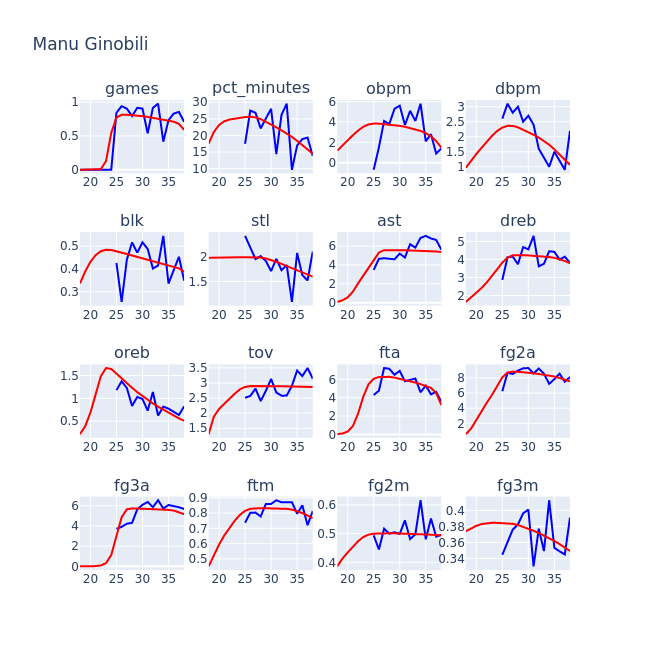 Manu Ginobili
games pct_minutes obpm dbpm
1 0.5 0 20 25 30 35
30 25 20 15 10 20 25 30 35
6 4 2 0 20 25 30 35
3 2.5 2 1.5 1 20 25 30 35
blk stl ast dreb
0.5 0.4 0.3 20 25 30 35
2 1.5 20 25 30 35
6 4 2 0 20 25 30 35
5 4 3 2 20 25 30 35
oreb tov fta fg2a
1.5 1 0.5 20 25 30 35
3.5 3 2.5 2 1.5 20 25 30 35
6 4 2 0 20 25 30 35
8 6 4 2 20 25 30 35
fg3a ftm fg2m fg3m
6 4 2 0 20 25 30 35
0.9 0.8 0.7 0.6 0.5 20 25 30 35
0.6 0.5 0.4 20 25 30 35
0.4 0.38 0.36 0.34 20 25 30 35